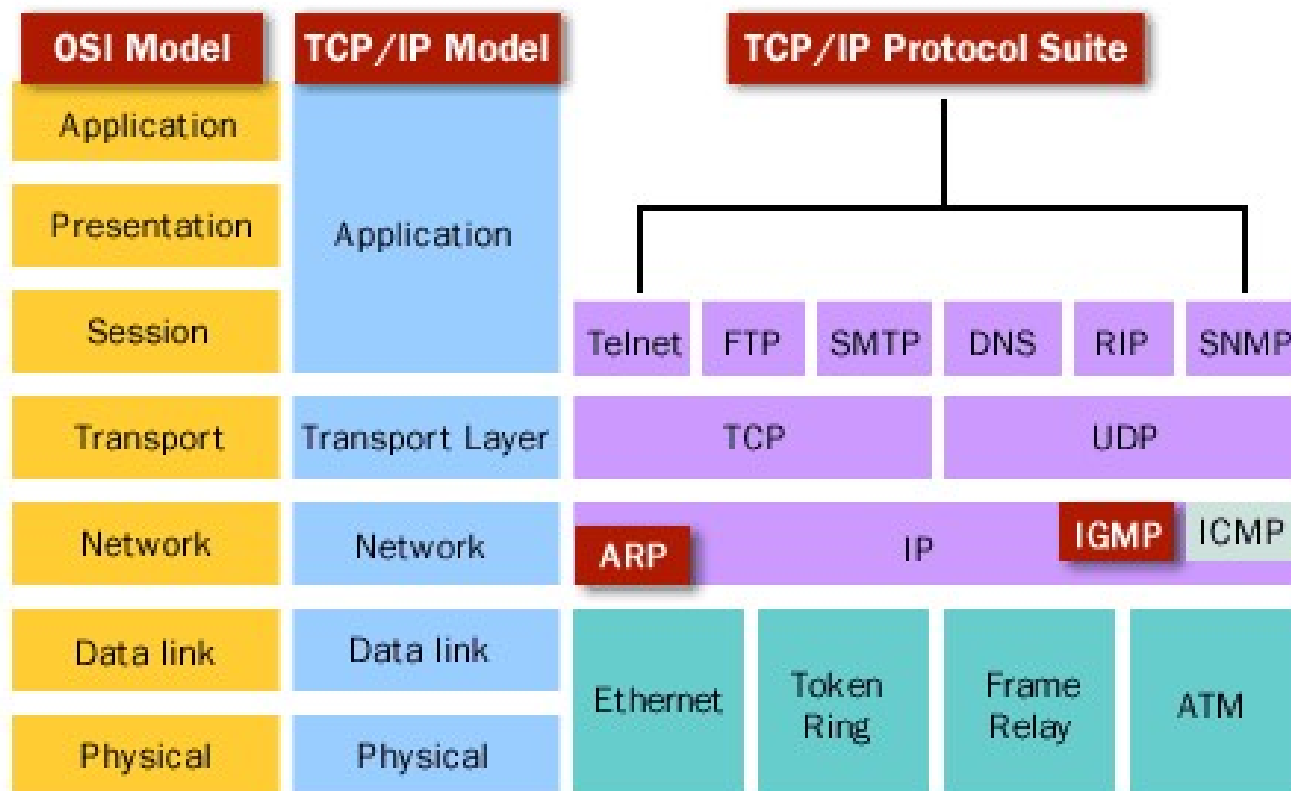 OSI Model
TCP/IP Model
TCP/IP Protocol Suite
Application
Presentation
Application
Session
Telnet
FTP
SMTP
DNS
RIP
SNMP
Transport
Transport Layer
TCP
UDP
Network
Network
ARP
IP
IGMP
ICMP
Data link
Data link
Ethernet
Token
Ring
Frame
Relay
ATM
Physical
Physical